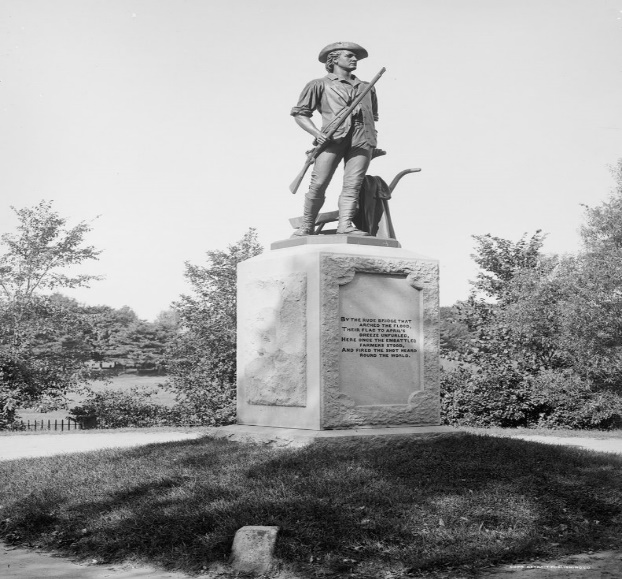 BY THE RUDE BRIDGE THAT
ARCHED THE FLOOD,
THEIR FLAG TO APRIL'S
BREEZE UNFURLED,
HERE ONCE THE EMBATTLED
FARMERS STOOD,
AND FIRED THE SHOT HEARD
ROUND THE WORLD.